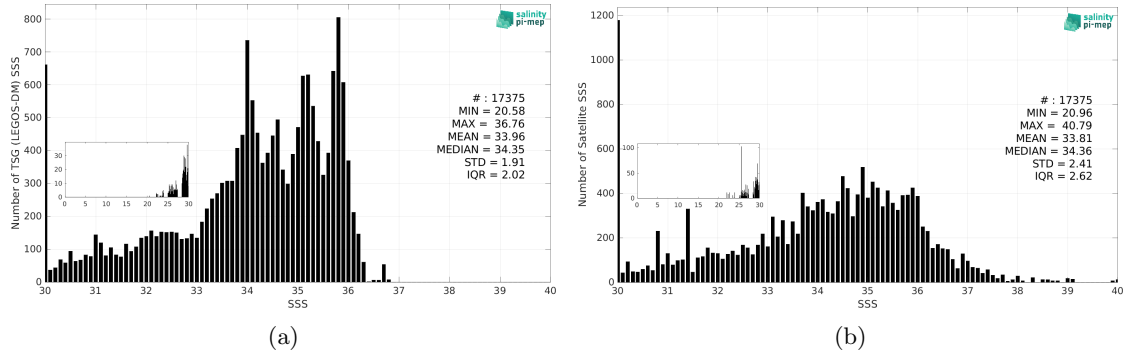 salinity
pi-mep
Number of TSG (LEGOS-DM) SSS
800
700
600
500
400
300
200
100
0
# : 17375
MIN = 20.58
MAX = 36.76
MEAN = 33.96
MEDIAN = 34.35
STD = 1.91
IQR = 2.02
30
20
10
0
0 5 10 15 20 25 30
30 31 32 33 34 35 36 37 38 39 40
SSS
(a)
salinity
pi-mep
Number of Satellite SSS
1200
1000
800
600
400
200
0
# : 17375
MIN = 20.96
MAX = 40.79
MEAN = 33.81
MEDIAN = 34.36
STD = 2.41
IQR = 2.62
100
50
0
0 5 10 15 20 25 30
30 31 32 33 34 35 36 37 38 39 40
SSS
(b)